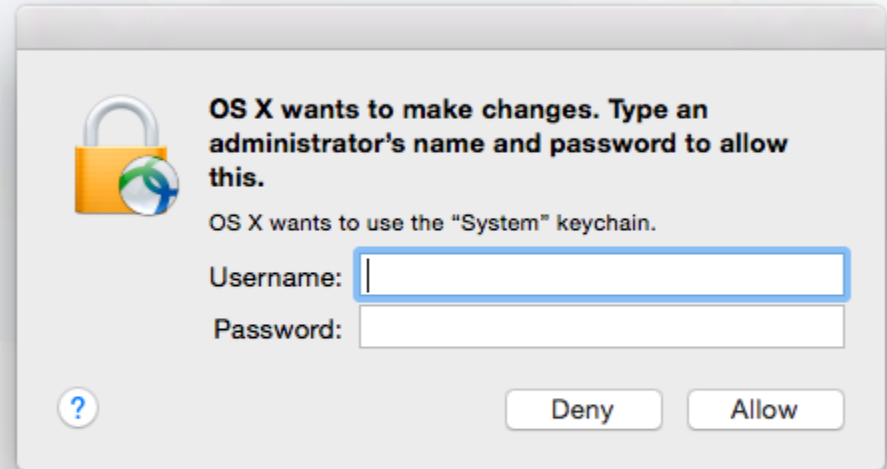 OS X wants to make changes. Type an
administrator's name and password to allow
this.
OS X wants to use the “System” keychain.
Username:
Password:
?
Deny
Allow